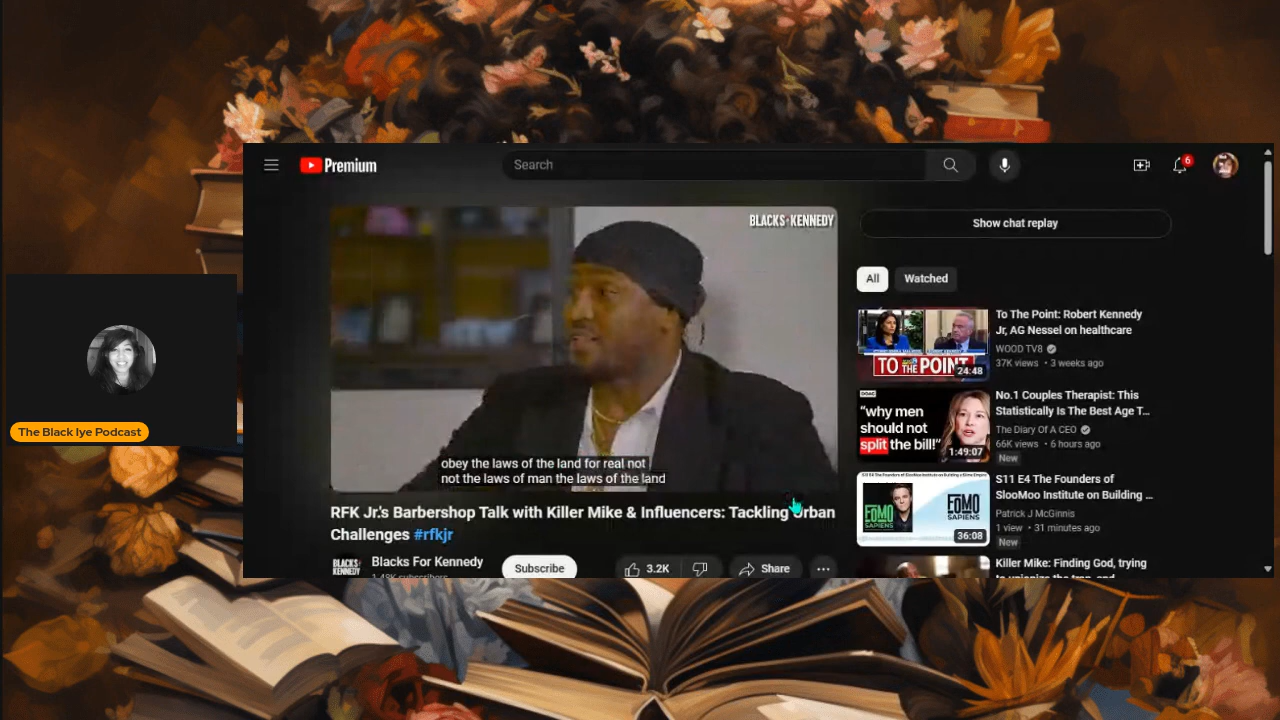 Premium
Search
6
BLACKS★KENNEDY
Show chat replay
All
Watched
obey the laws of the land for real not
not the laws of man the laws of the land
RFK Jr.'s Barbershop Talk with Killer Mike & Influencers: Tackling Urban
Challenges #rfkjr
BLACKS
KENNEDY
Blacks For Kennedy
Subscribe
3.2K
Share
To The Point: Robert Kennedy
Jr, AG Nessel on healthcare
WOOD TV8
37K views • 3 weeks ago
TO THE POINT
24:48
No.1 Couples Therapist: This
Statistically Is The Best Age T...
The Diary Of A CEO
66K views • 6 hours ago
New
"why men
should not
split the bill!"
1:49:07
S11 E4 The Founders of
SlooMoo Institute on Building ...
Patrick J McGinnis
1 view • 31 minutes ago
New
FOMO
SAPIENS
FOMO
SAPIENS
36:08
Killer Mike: Finding God, trying
The Black Iye Podcast